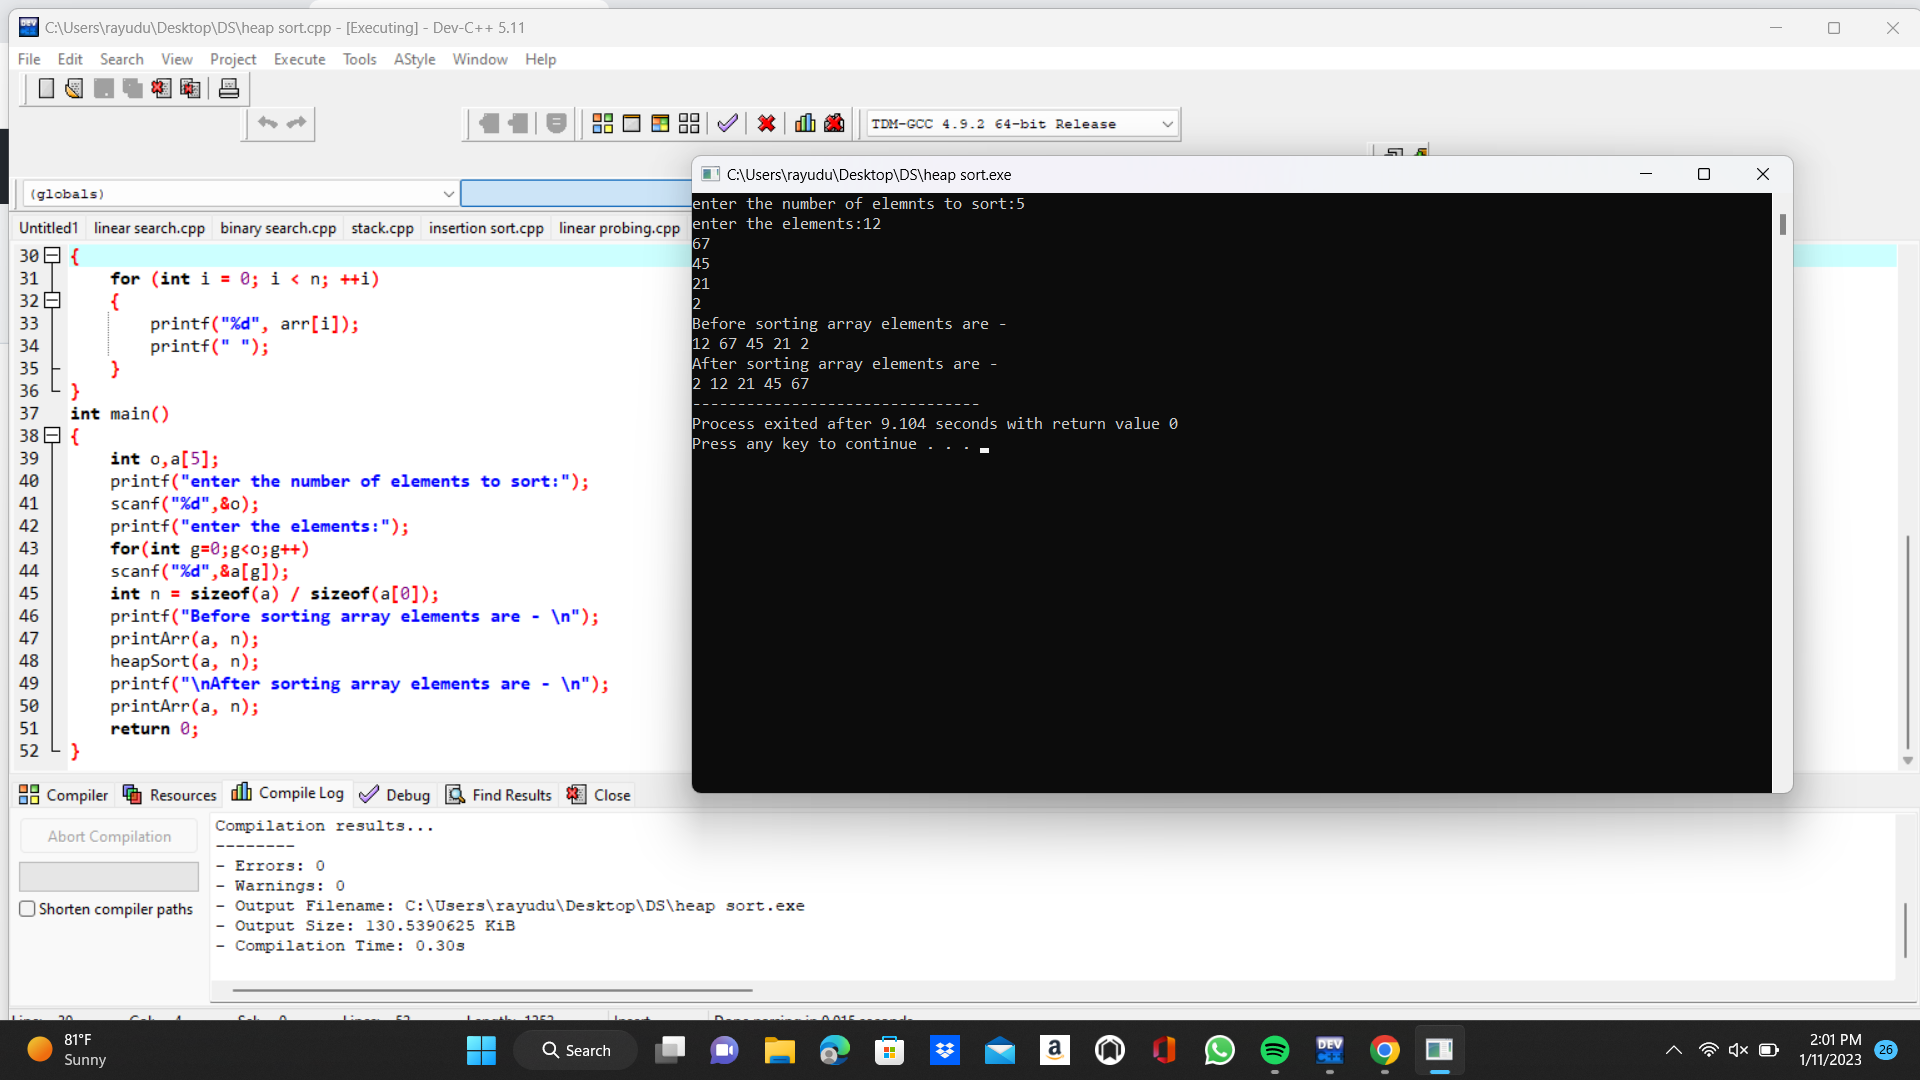 C:\Users\rayudu\Desktop\DS\heap sort.cpp - [Executing] - Dev-C++ 5.11
File Edit Search View Project Execute Tools AStyle Window Help
TDM-GCC 4.9.2 64-bit Release
(globals)
Untitled1 linear search.cpp binary search.cpp stack.cpp insertion sort.cpp linear probing.cpp
30 {
31 for (int i = 0; i < n; ++i)
32 {
33 printf("%d", arr[i]);
34 printf(" ");
35 }
36 }
37 int main()
38 {
39 int o,a[5];
40 printf("enter the number of elements to sort:");
41 scanf("%d",&o);
42 printf("enter the elements:");
43 for(int g=0;g<o;g++)
44 scanf("%d",&a[g]);
45 int n = sizeof(a) / sizeof(a[0]);
46 printf("Before sorting array elements are - \n");
47 printArr(a, n);
48 heapSort(a, n);
49 printf("\nAfter sorting array elements are - \n");
50 printArr(a, n);
51 return 0;
52 }
C:\Users\rayudu\Desktop\DS\heap sort.exe
enter the number of elemnts to sort:5
enter the elements:12
67
45
21
2
Before sorting array elements are -
12 67 45 21 2
After sorting array elements are -
2 12 21 45 67
--------------------------------
Process exited after 9.104 seconds with return value 0
Press any key to continue . . .
Compiler Resources Compile Log Debug Find Results Close
Abort Compilation
Shorten compiler paths
Compilation results...
--------
- Errors: 0
- Warnings: 0
- Output Filename: C:\Users\rayudu\Desktop\DS\heap sort.exe
- Output Size: 130.5390625 KiB
- Compilation Time: 0.30s
81°F
Sunny
Search
DEV
C++
a
2:01 PM
1/11/2023
26